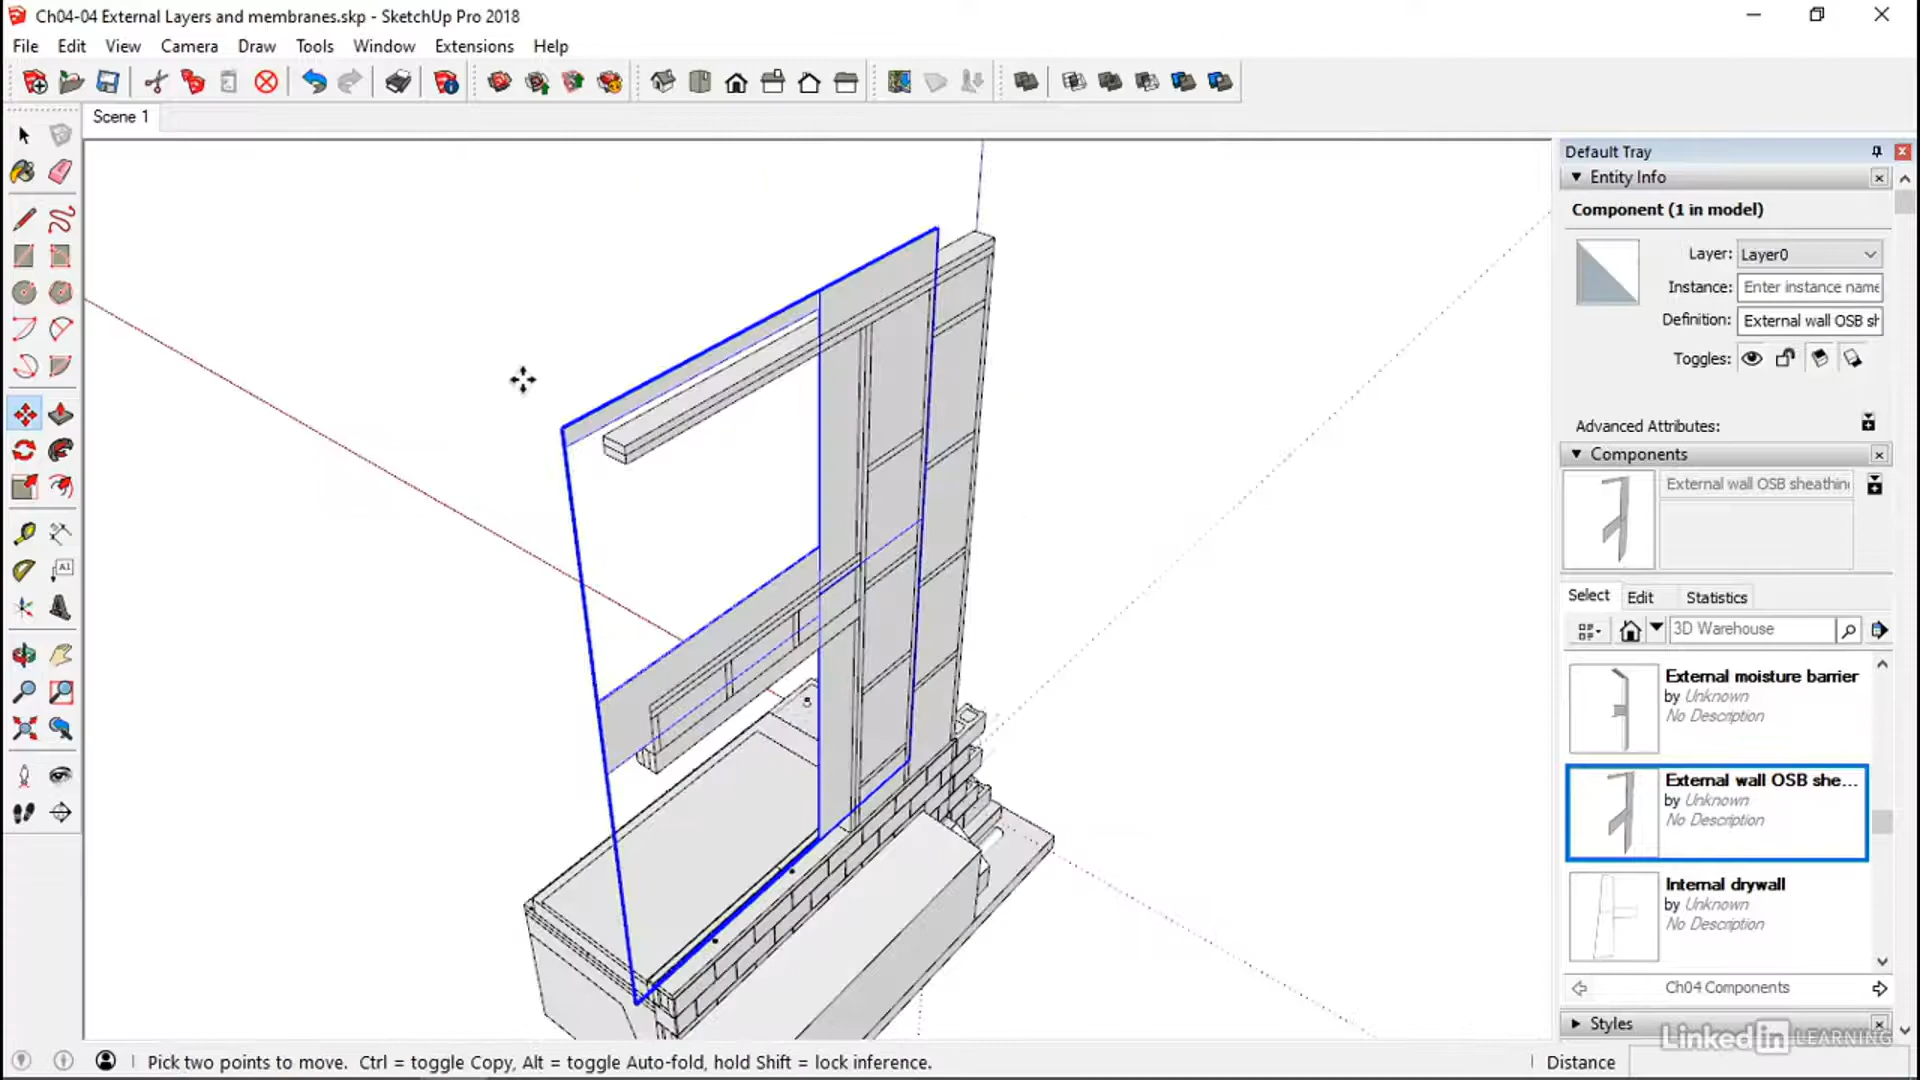 Ch04-04 External Layers and membranes.skp - SketchUp Pro 2018
File Edit View Camera Draw Tools Window Extensions Help
Scene 1
Default Tray
Entity Info
Component (1 in model)
Layer: Layer0
Instance: Enter instance name
Definition: External wall OSB sh
Toggles:
Advanced Attributes:
Components
External wall OSB sheathing
Select Edit Statistics
3D Warehouse
External moisture barrier
by Unknown
No Description
External wall OSB she...
by Unknown
No Description
Internal drywall
by Unknown
No Description
Ch04 Components
Styles
LinkedIn LEARNING
A1
Pick two points to move. Ctrl = toggle Copy, Alt = toggle Auto-fold, hold Shift = lock inference.
Distance